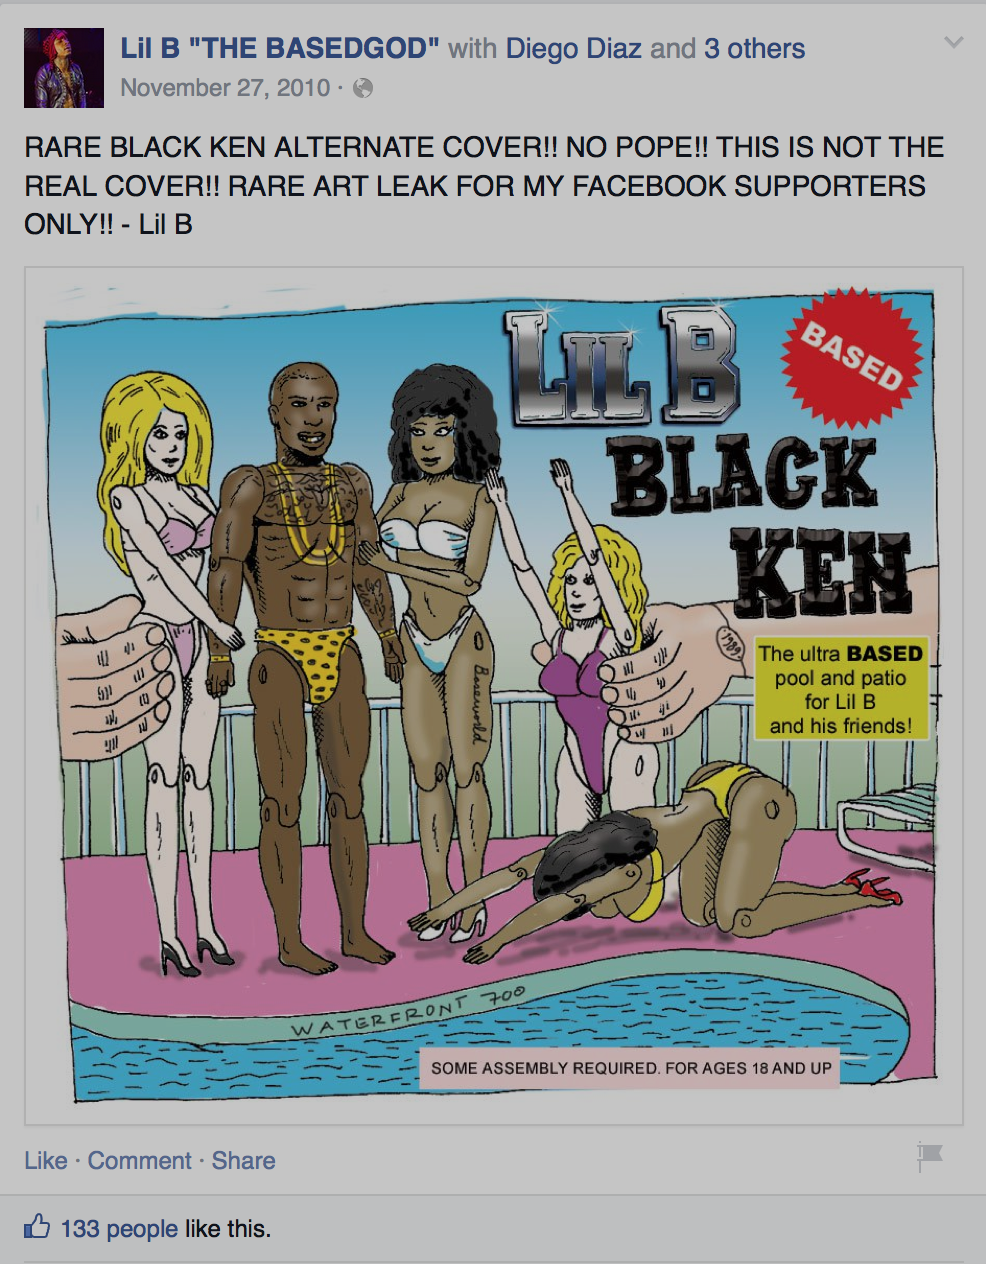 Lil B "THE BASEDGOD" with Diego Diaz and 3 others
November 27, 2010 ·
RARE BLACK KEN ALTERNATE COVER!! NO POPE!! THIS IS NOT THE
REAL COVER!! RARE ART LEAK FOR MY FACEBOOK SUPPORTERS
ONLY!! - Lil B
LIL B
BASED
BLACK
KEN
1989
The ultra BASED
pool and patio
for Lil B
and his friends!
Baseworld
WATERFRONT 700
SOME ASSEMBLY REQUIRED. FOR AGES 18 AND UP
Like · Comment · Share
133 people like this.